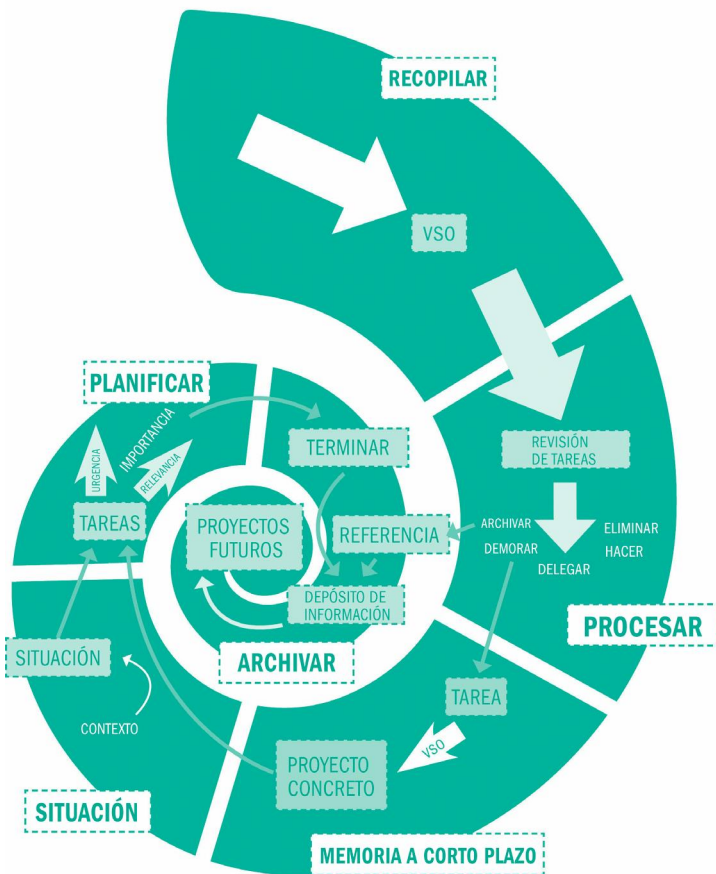 RECOPILAR
VSO
REVISIÓN
DE TAREAS
ARCHIVAR
DEMORAR
DELEGAR
ELIMINAR
HACER
PROCESAR
TAREA
VSO
PROYECTO
CONCRETO
MEMORIA A CORTO PLAZO
SITUACIÓN
CONTEXTO
SITUACIÓN
PLANIFICAR
TAREAS
URGENCIA
IMPORTANCIA
RELEVANCIA
TERMINAR
REFERENCIA
DEPÓSITO DE
INFORMACIÓN
PROYECTOS
FUTUROS
ARCHIVAR